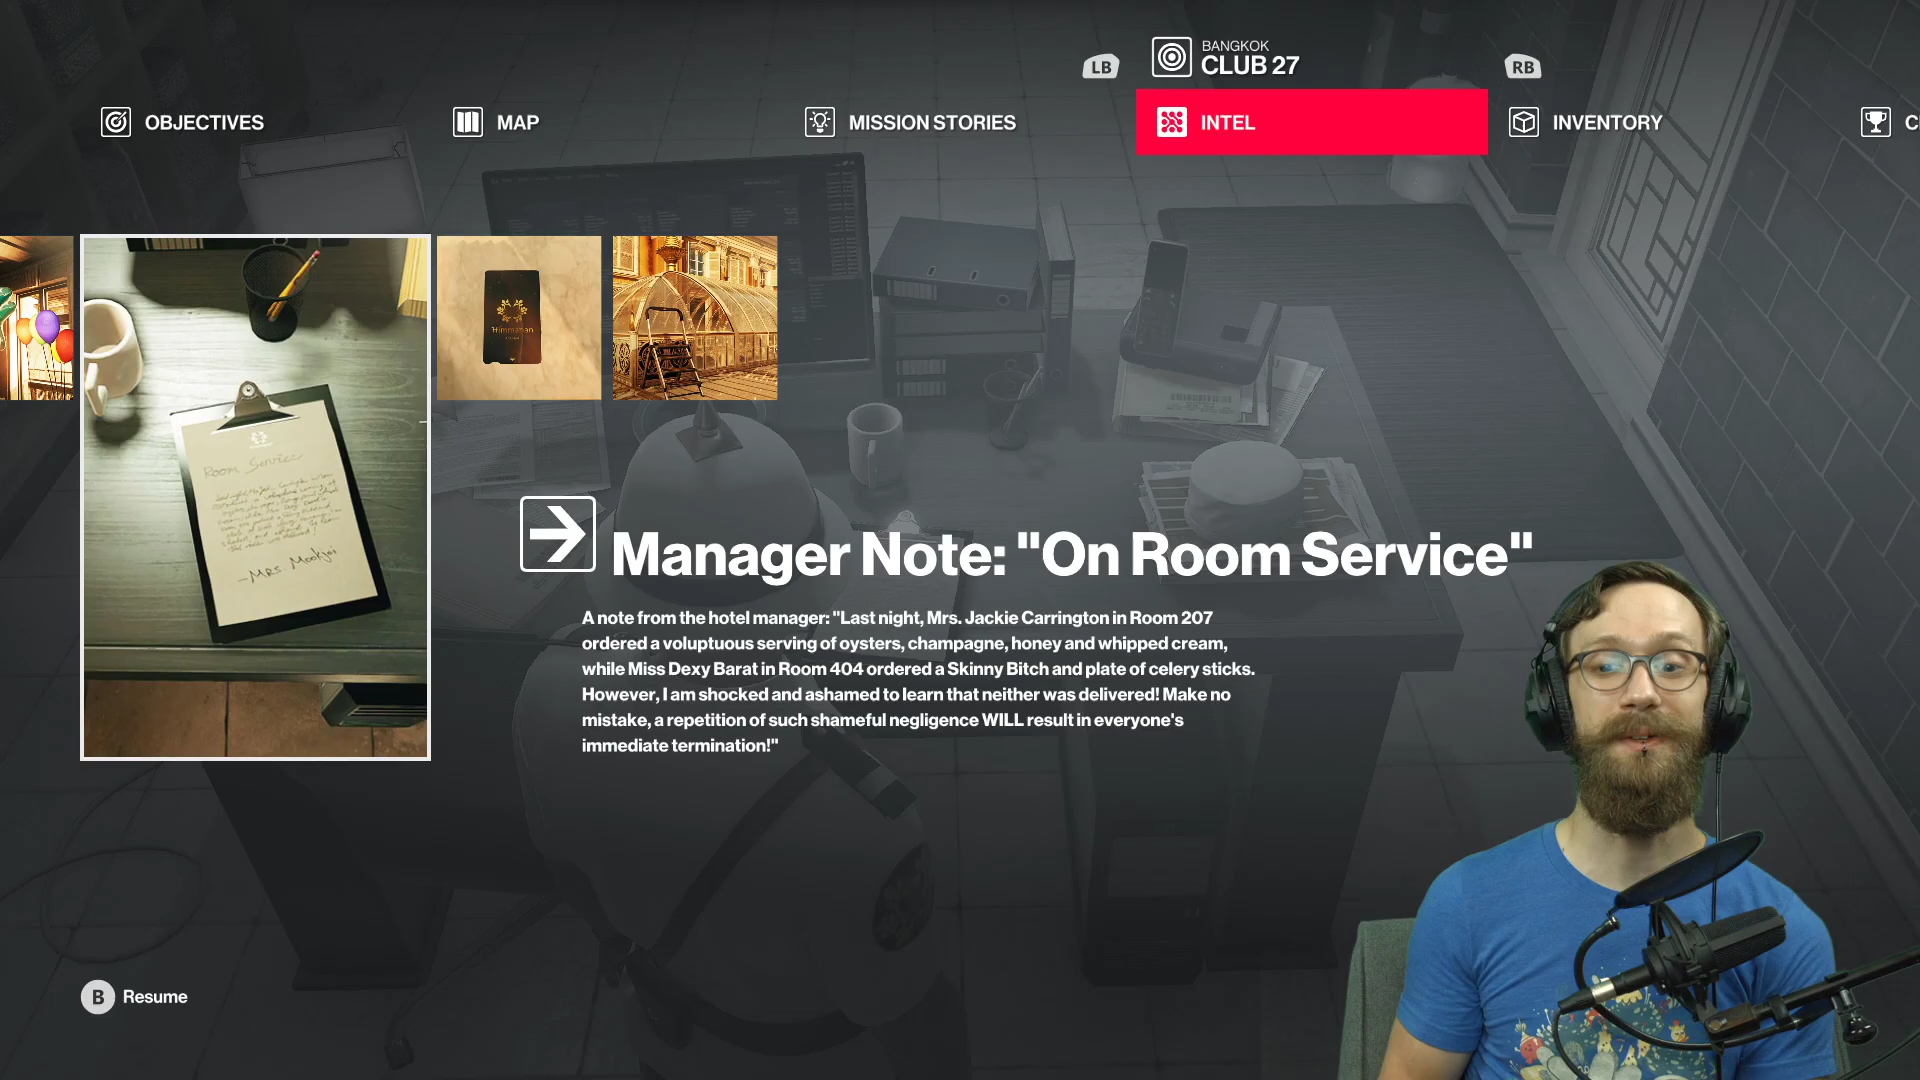 BANGKOK
CLUB 27
LB
RB
OBJECTIVES
MAP
MISSION STORIES
INTEL
INVENTORY
C
Himmapan
Room Service
-Mrs. Mookjai
Manager Note: "On Room Service"
A note from the hotel manager: "Last night, Mrs. Jackie Carrington in Room 207
ordered a voluptuous serving of oysters, champagne, honey and whipped cream,
while Miss Dexy Barat in Room 404 ordered a Skinny Bitch and plate of celery sticks.
However, I am shocked and ashamed to learn that neither was delivered! Make no
mistake, a repetition of such shameful negligence WILL result in everyone's
immediate termination!"
B Resume